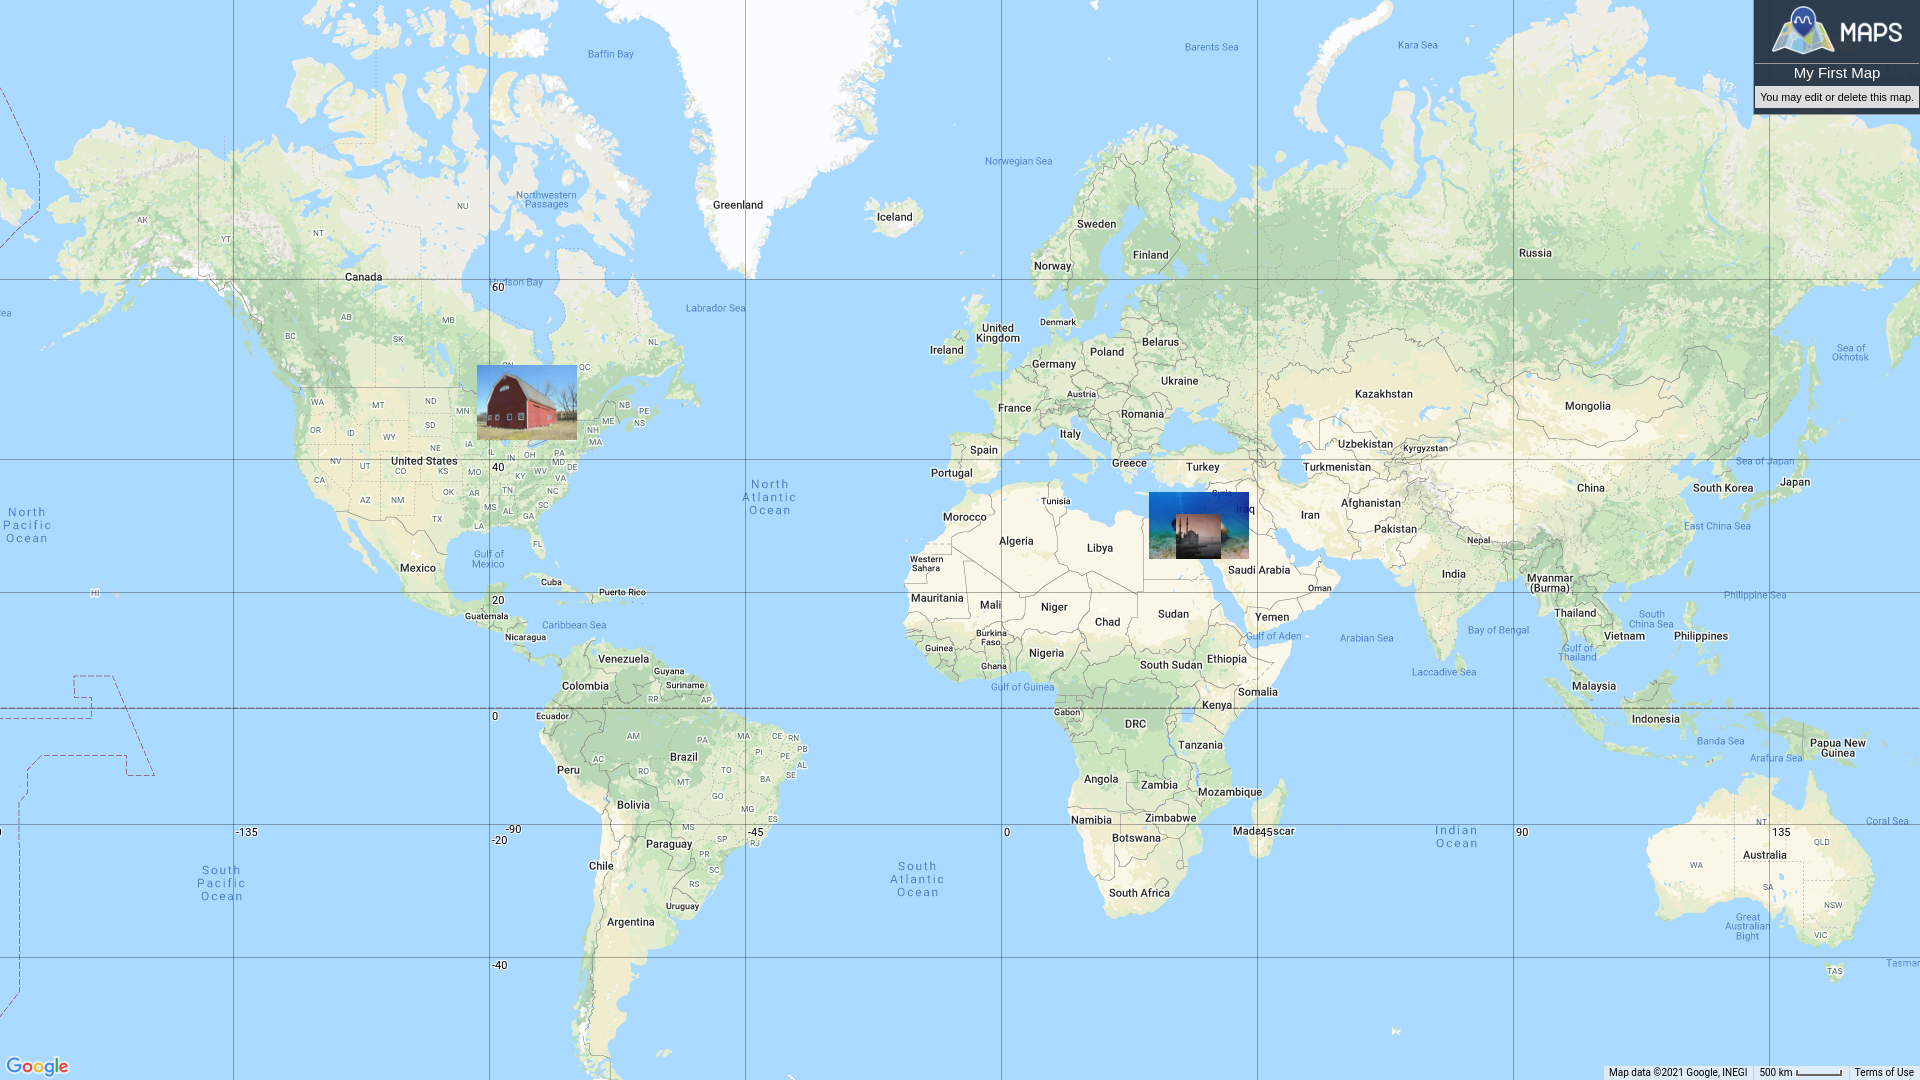 Baffin Bay
Barents Sea
Kara Sea
MAPS
My First Map
You may edit or delete this map.
Norwegian Sea
Northwestern
Passages
NU
Greenland
Iceland
AK
NT
YT
Sweden
Finland
Norway
Russia
Canada
Hudson Bay
60
Labrador Sea
AB
MB
BC
SK
NL
ON
QC
Denmark
United
Kingdom
Ireland
Belarus
Poland
Germany
Ukraine
Austria
France
Romania
Italy
Kazakhstan
Mongolia
Sea of
Okhotsk
WA
MT
ND
MN
NB
PE
ME
NS
OR
ID
WY
SD
NH
MA
NE
IA
IL
IN
OH
PA
MD
DE
NV
UT
CO
United States
KS
MO
40
KY
WV
VA
CA
AZ
NM
OK
AR
TN
NC
MS
AL
SC
GA
TX
LA
FL
Spain
Portugal
Greece
Turkey
Uzbekistan
Kyrgyzstan
Turkmenistan
Sea of Japan
China
South Korea
Japan
North
Atlantic
Ocean
Tunisia
Syria
Iraq
Iran
Afghanistan
Pakistan
Nepal
East China Sea
North
Pacific
Ocean
Morocco
Algeria
Libya
Western
Sahara
Gulf of
Mexico
Mexico
Cuba
Puerto Rico
HI
20
Guatemala
Caribbean Sea
Nicaragua
Mauritania
Mali
Niger
Chad
Sudan
Saudi Arabia
Oman
Yemen
Gulf of Aden
Arabian Sea
India
Myanmar
(Burma)
Thailand
Bay of Bengal
Vietnam
South
China Sea
Philippine Sea
Philippines
Gulf of
Thailand
Laccadive Sea
Malaysia
Burkina
Faso
Guinea
Ghana
Nigeria
South Sudan
Ethiopia
Somalia
Gulf of Guinea
Kenya
Gabon
DRC
Venezuela
Guyana
Colombia
Suriname
RR
AP
0
Ecuador
Indonesia
Banda Sea
Papua New
Guinea
Arafura Sea
AM
PA
MA
CE
RN
PB
PI
PE
AL
AC
Brazil
TO
SE
Peru
RO
MT
BA
GO
Bolivia
MG
ES
MS
SP
RJ
Paraguay
PR
SC
RS
Chile
Uruguay
Argentina
Tanzania
Angola
Zambia
Mozambique
Namibia
Zimbabwe
Botswana
Madagascar
South Africa
-135
-90
-45
0
45
90
135
-20
Indian
Ocean
NT
Coral Sea
QLD
Australia
WA
SA
NSW
Great
Australian
Bight
VIC
TAS
South
Pacific
Ocean
South
Atlantic
Ocean
-40
Google
Map data ©2021 Google, INEGI
500 km
Terms of Use